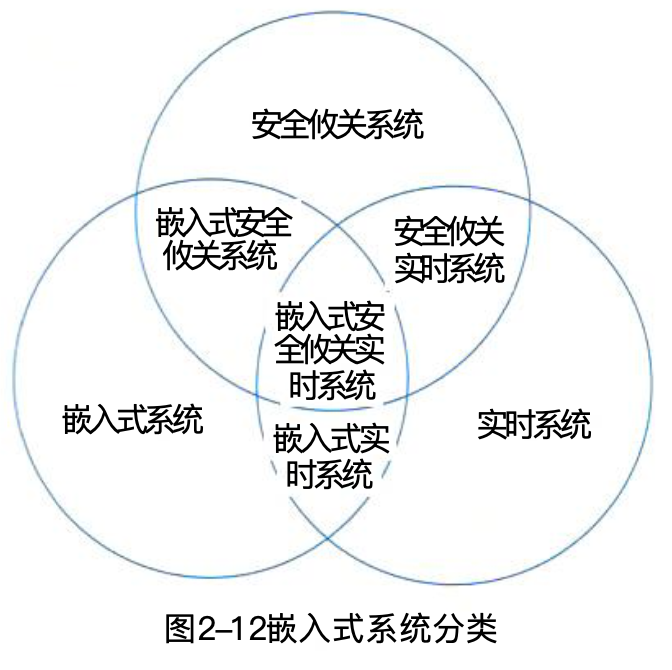 安全攸关系统
嵌入式安全
攸关系统
安全攸关
实时系统
嵌入式安
全攸关实
时系统
嵌入式系统
实时系统
嵌入式实
时系统
图2-12嵌入式系统分类